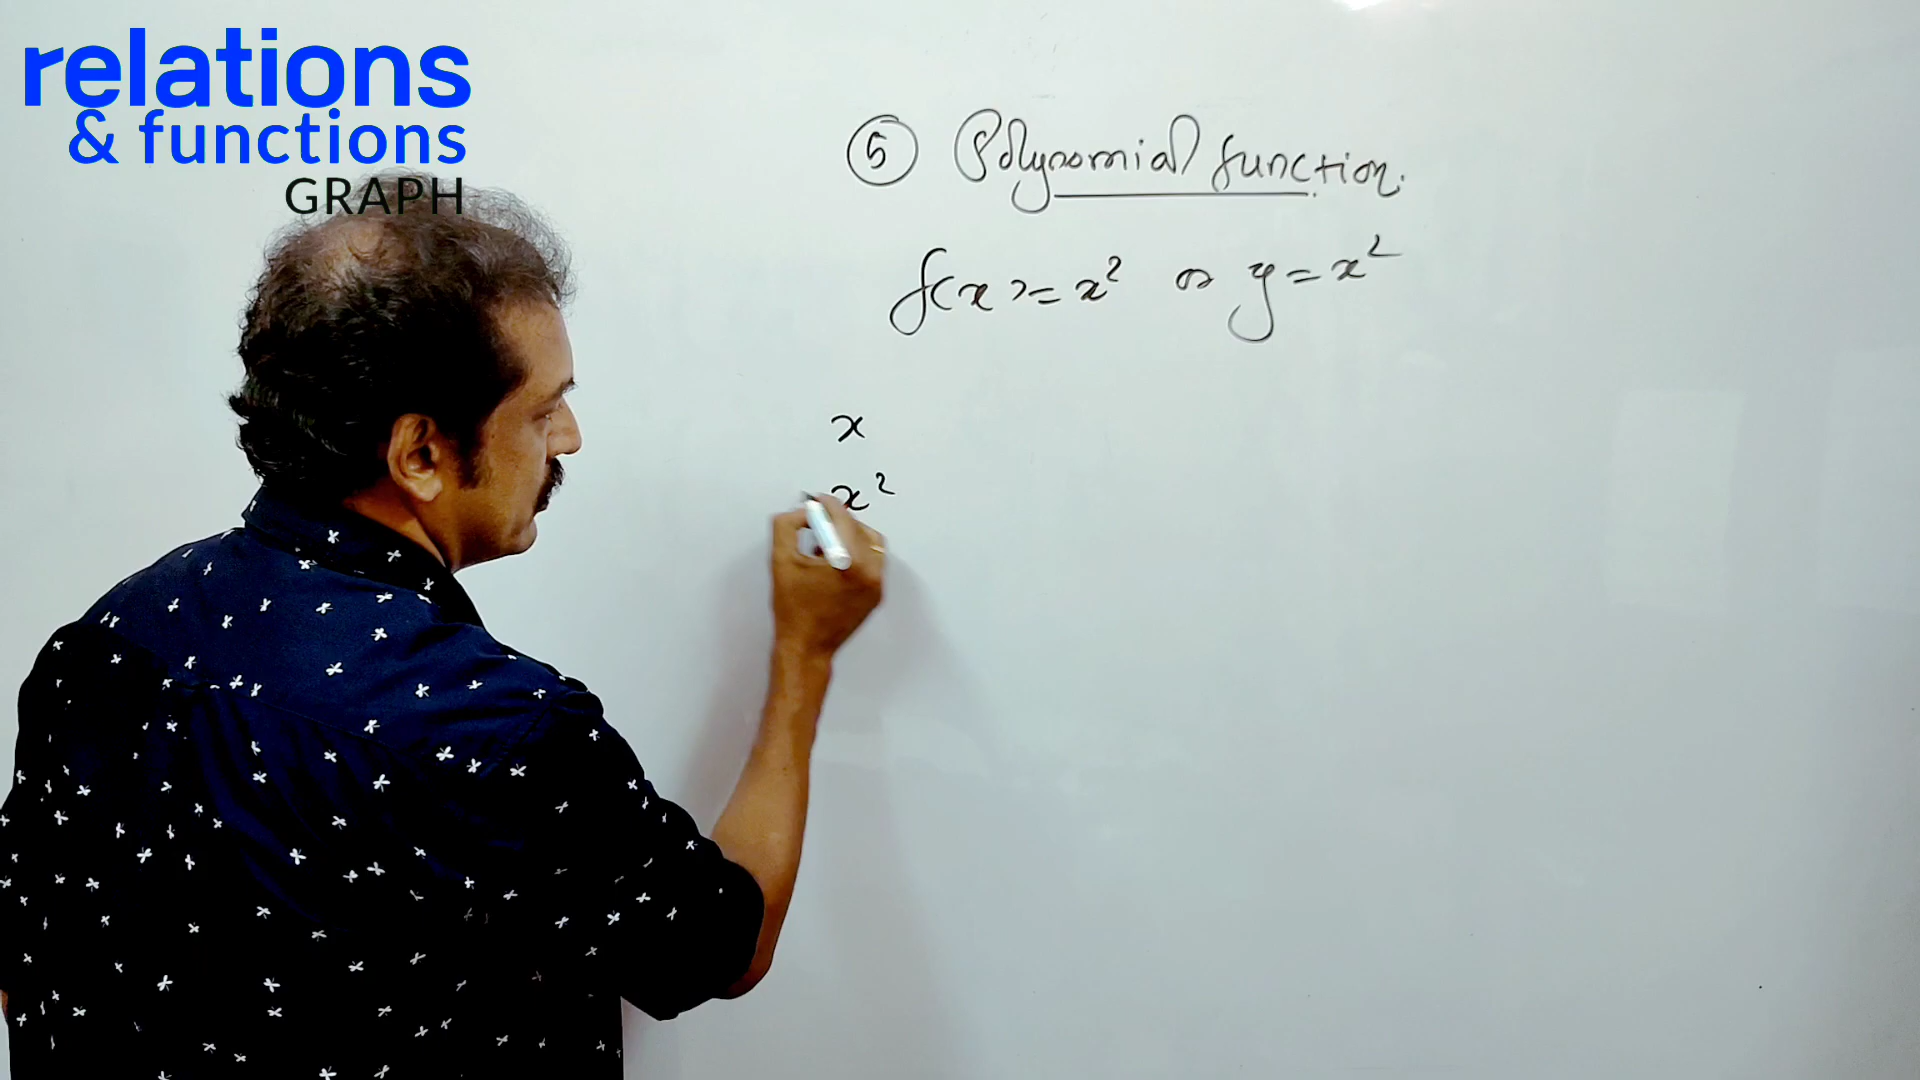 relations
& functions
GRAPH
5 Polynomial function.
f(x) = x² or y = x²
x
x²